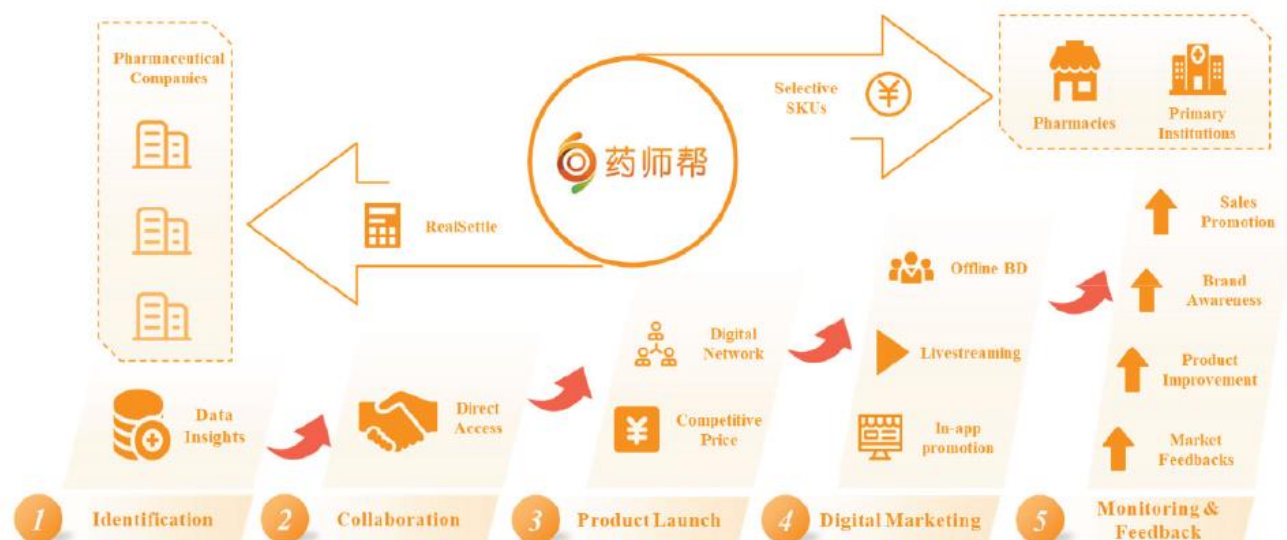 Pharmaceutical
Companies
RealSettle
药师帮
Selective
SKUs
¥
Pharmacies
Primary
Institutions
Data
Insights
Direct
Access
Digital
Network
¥
Competitive
Price
Offline BD
Livestreaming
In-app
promotion
Sales
Promotion
Brand
Awareness
Product
Improvement
Market
Feedbacks
1 Identification
2 Collaboration
3 Product Launch
4 Digital Marketing
5 Monitoring &
Feedback